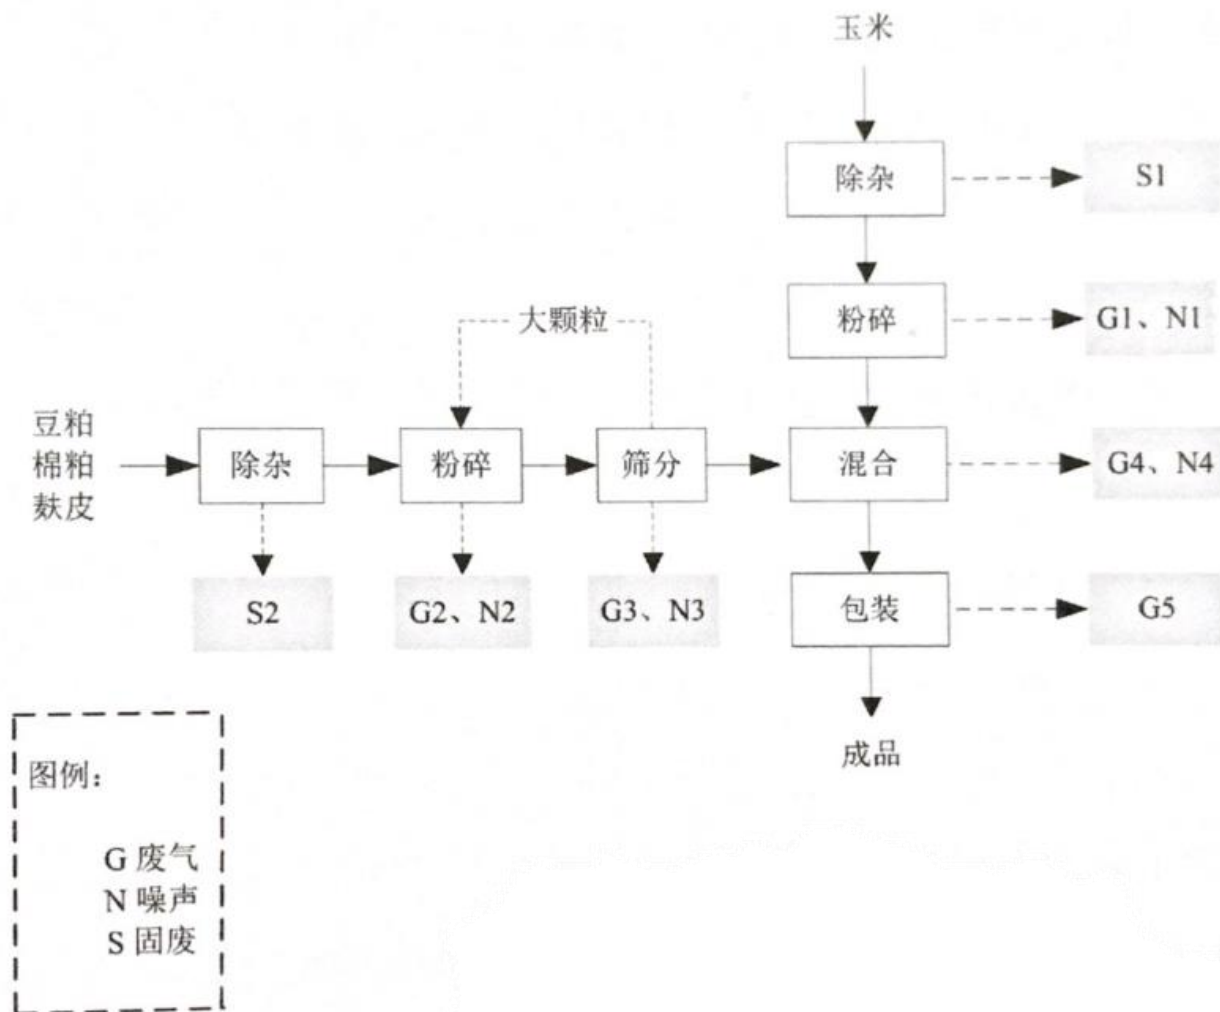 玉米
除杂
S1
粉碎
G1、N1
大颗粒
豆粕
棉粕
麸皮
除杂
粉碎
筛分
混合
G4、N4
S2
G2、N2
G3、N3
包装
G5
成品
图例：
G 废气
N 噪声
S 固废